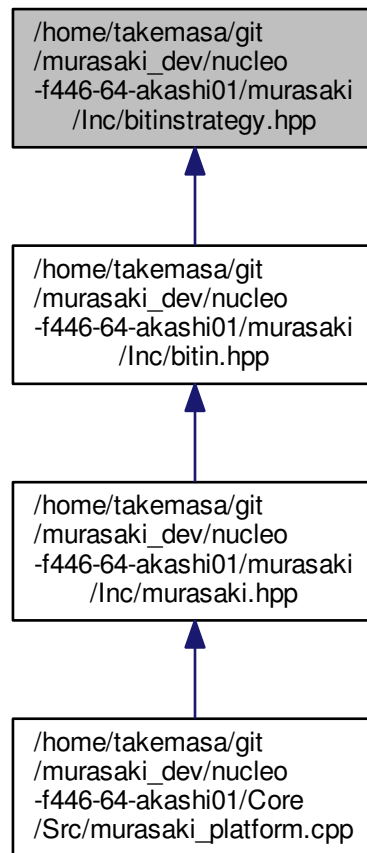 /home/takemasa/git
/murasaki_dev/nucleo
-f446-64-akashi01/murasaki
/Inc/bitinstrategy.hpp
/home/takemasa/git
/murasaki_dev/nucleo
-f446-64-akashi01/murasaki
/Inc/bitin.hpp
/home/takemasa/git
/murasaki_dev/nucleo
-f446-64-akashi01/murasaki
/Inc/murasaki.hpp
/home/takemasa/git
/murasaki_dev/nucleo
-f446-64-akashi01/Core
/Src/murasaki_platform.cpp